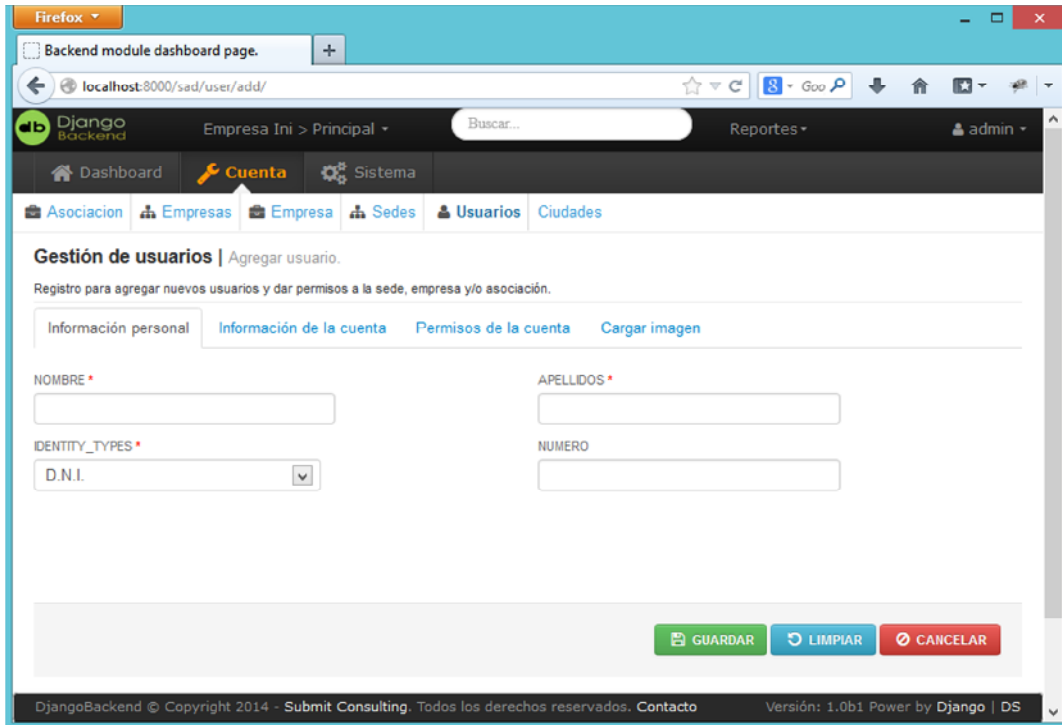 Firefox
Backend module dashboard page.
localhost:8000/sad/user/add/
8 Goo
db Django Backend Empresa Ini > Principal Buscar... Reportes admin
Dashboard Cuenta Sistema
Asociacion Empresas Empresa Sedes Usuarios Ciudades
Gestión de usuarios | Agregar usuario.
Registro para agregar nuevos usuarios y dar permisos a la sede, empresa y/o asociación.
Información personal Información de la cuenta Permisos de la cuenta Cargar imagen
NOMBRE * APELLIDOS *
IDENTITY_TYPES * NUMERO
D.N.I.
GUARDAR LIMPIAR CANCELAR
DjangoBackend © Copyright 2014 - Submit Consulting. Todos los derechos reservados. Contacto Versión: 1.0b1 Power by Django | DS